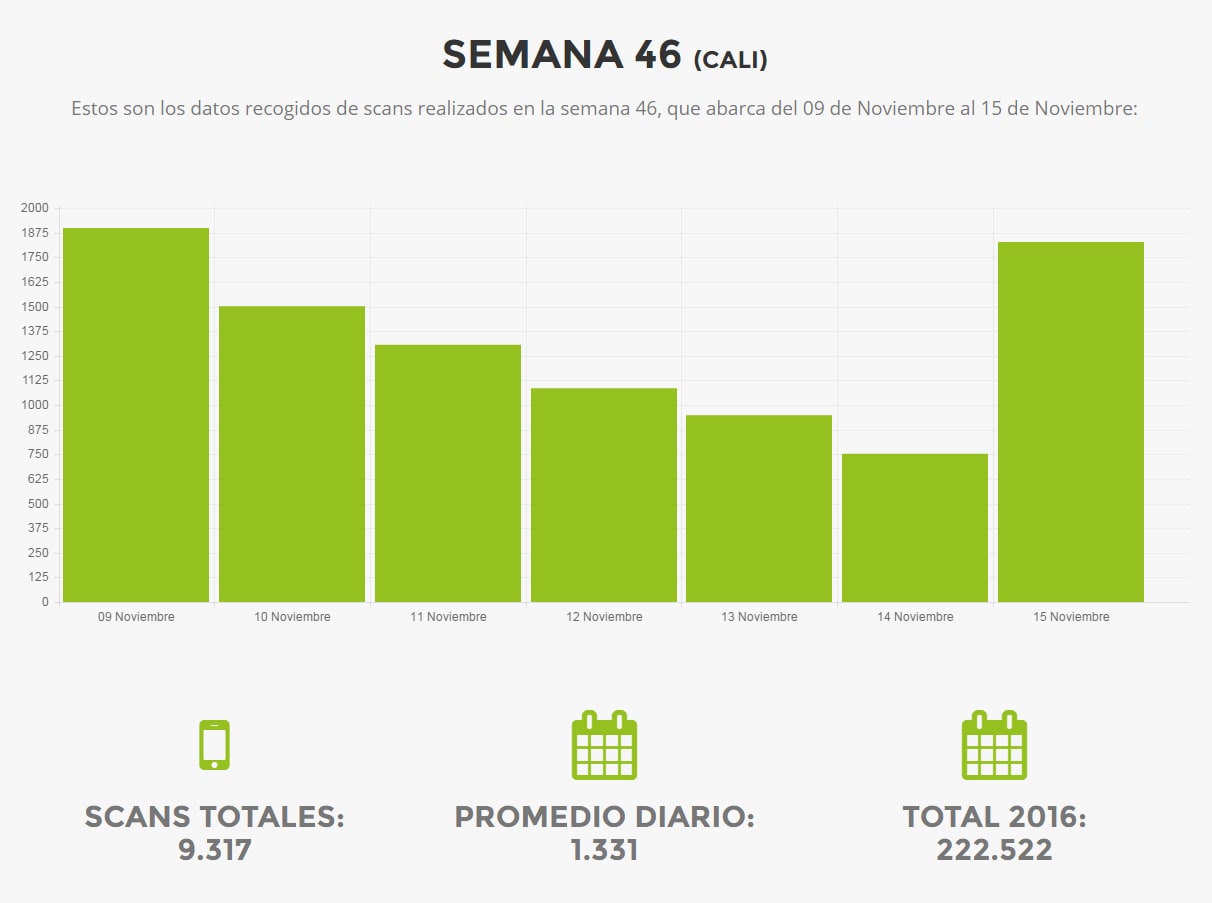 SEMANA 46 (CALI)
Estos son los datos recogidos de scans realizados en la semana 46, que abarca del 09 de Noviembre al 15 de Noviembre:
2000
1875
1750
1625
1500
1375
1250
1125
1000
875
750
625
500
375
250
125
0
09 Noviembre
10 Noviembre
11 Noviembre
12 Noviembre
13 Noviembre
14 Noviembre
15 Noviembre
SCANS TOTALES:
9.317
PROMEDIO DIARIO:
1.331
TOTAL 2016:
222.522